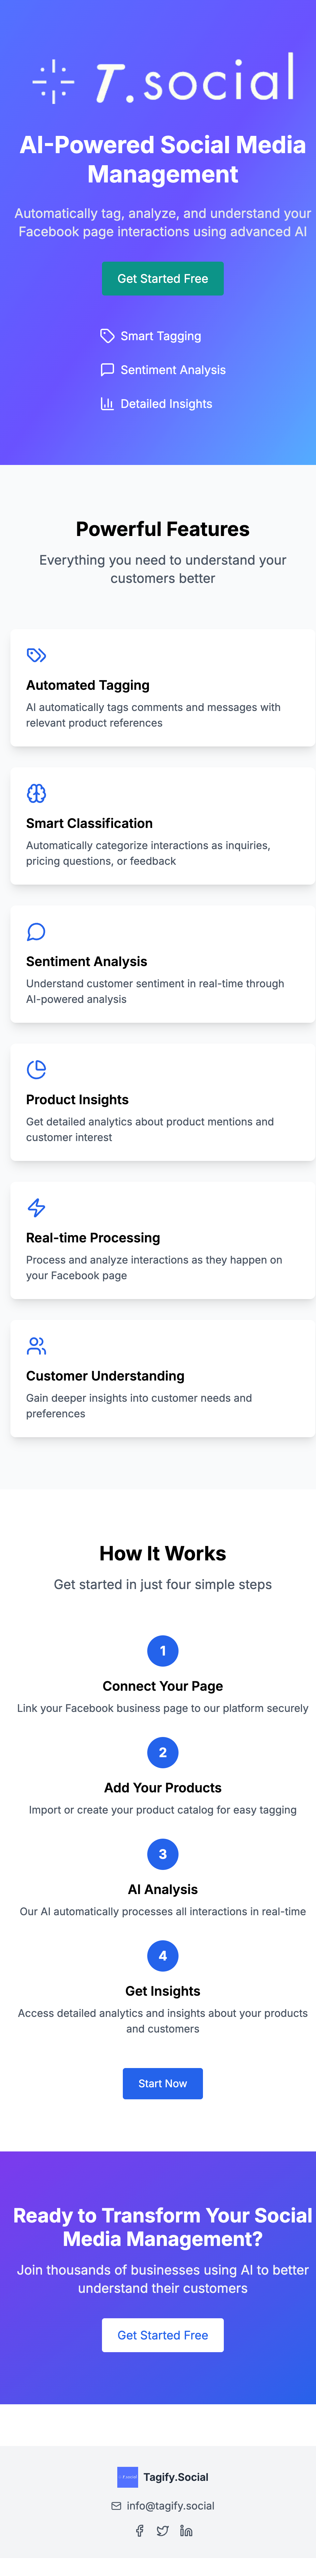 T.social
AI-Powered Social Media
Management
Automatically tag, analyze, and understand your
Facebook page interactions using advanced AI
Get Started Free
Smart Tagging
Sentiment Analysis
Detailed Insights
Powerful Features
Everything you need to understand your
customers better
Automated Tagging
AI automatically tags comments and messages with
relevant product references
Smart Classification
Automatically categorize interactions as inquiries,
pricing questions, or feedback
Sentiment Analysis
Understand customer sentiment in real-time through
AI-powered analysis
Product Insights
Get detailed analytics about product mentions and
customer interest
Real-time Processing
Process and analyze interactions as they happen on
your Facebook page
Customer Understanding
Gain deeper insights into customer needs and
preferences
How It Works
Get started in just four simple steps
1
Connect Your Page
Link your Facebook business page to our platform securely
2
Add Your Products
Import or create your product catalog for easy tagging
3
AI Analysis
Our AI automatically processes all interactions in real-time
4
Get Insights
Access detailed analytics and insights about your products
and customers
Start Now
Ready to Transform Your Social
Media Management?
Join thousands of businesses using AI to better
understand their customers
Get Started Free
Tagify.Social
info@tagify.social